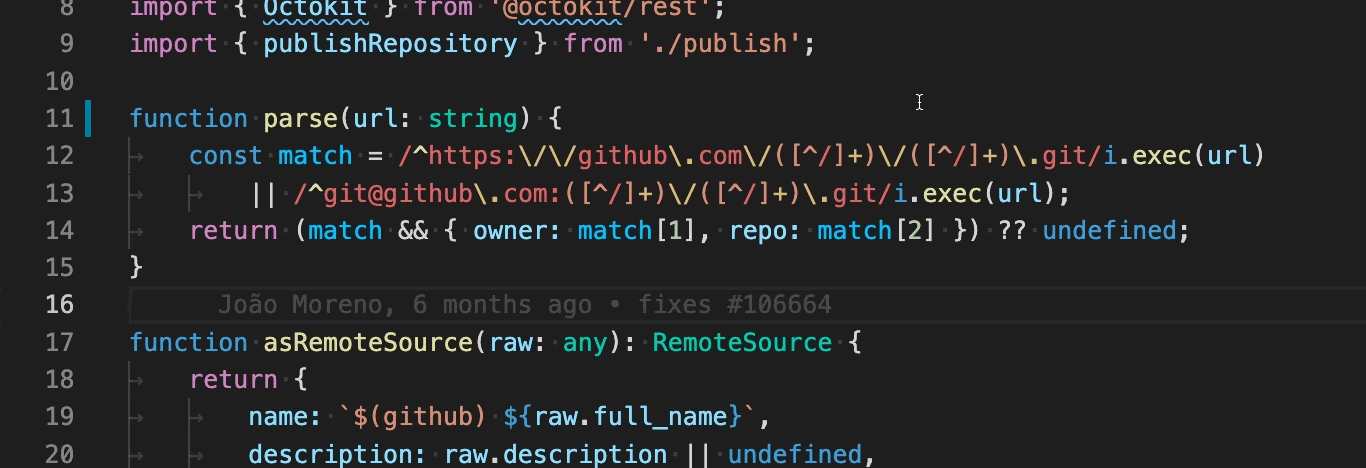 8 import { Octokit } from '@octokit/rest';
9 import { publishRepository } from './publish';
10
11 function parse(url: string) {
12 const match = /^https:\/\/github\.com\/([^/]+)\/([^/]+)\.git/i.exec(url)
13 || /^git@github\.com:([^/]+)\/([^/]+)\.git/i.exec(url);
14 return (match && { owner: match[1], repo: match[2] }) ?? undefined;
15 }
16 João Moreno, 6 months ago • fixes #106664
17 function asRemoteSource(raw: any): RemoteSource {
18 return {
19 name: `$(github) ${raw.full_name}`,
20 description: raw.description || undefined,